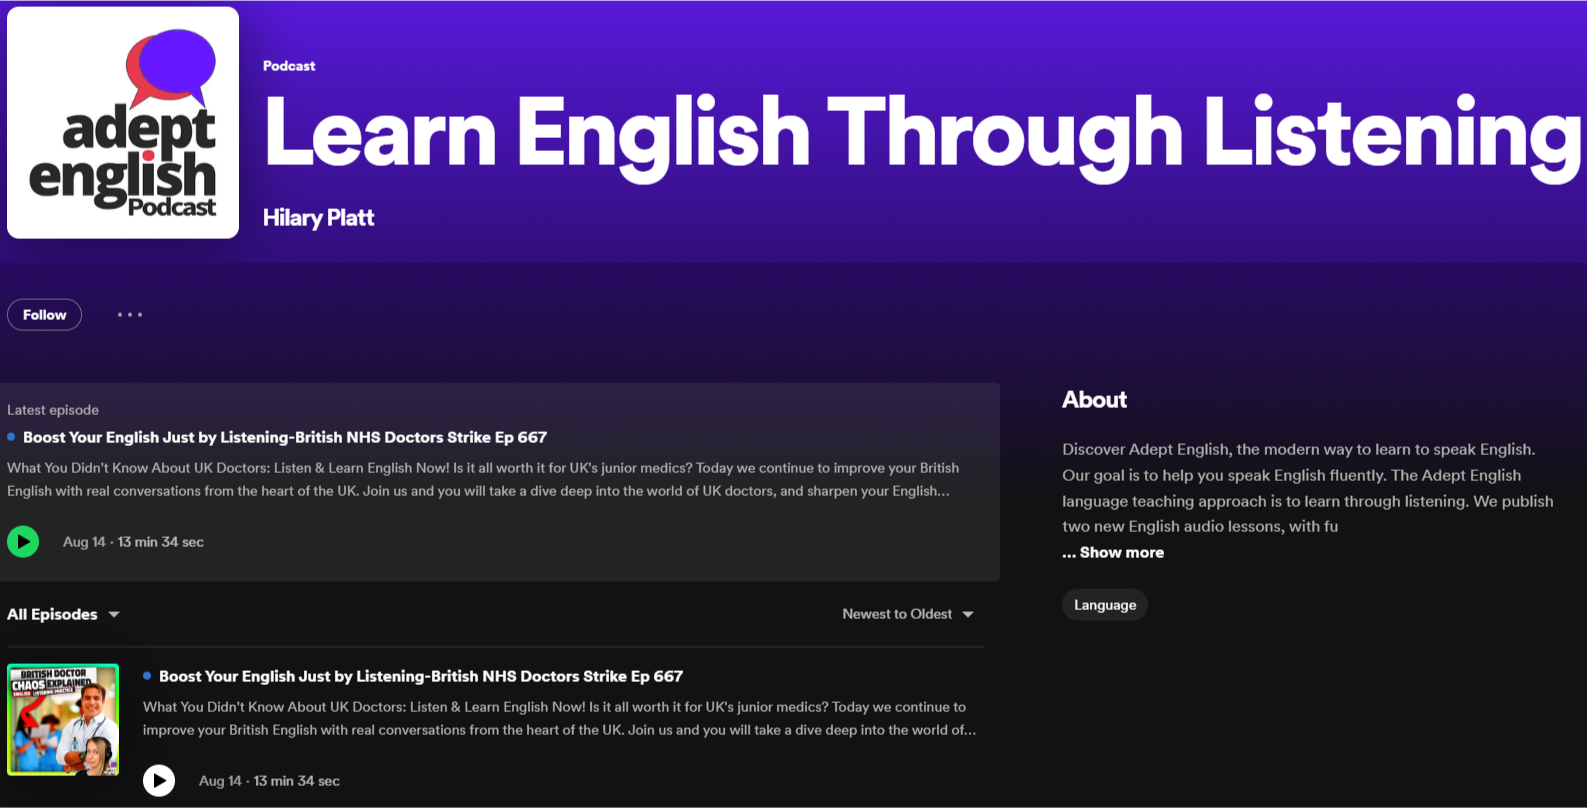 adept
english
Podcast
Podcast
Learn English Through Listening
Hilary Platt
Follow
Latest episode
Boost Your English Just by Listening-British NHS Doctors Strike Ep 667
What You Didn't Know About UK Doctors: Listen & Learn English Now! Is it all worth it for UK's junior medics? Today we continue to improve your British
English with real conversations from the heart of the UK. Join us and you will take a dive deep into the world of UK doctors, and sharpen your English...
Aug 14 · 13 min 34 sec
About
Discover Adept English, the modern way to learn to speak English.
Our goal is to help you speak English fluently. The Adept English
language teaching approach is to learn through listening. We publish
two new English audio lessons, with fu
... Show more
Language
All Episodes
Newest to Oldest
BRITISH DOCTOR
CHAOS EXPLAINED
ENGLISH LISTENING PRACTICE
Boost Your English Just by Listening-British NHS Doctors Strike Ep 667
What You Didn't Know About UK Doctors: Listen & Learn English Now! Is it all worth it for UK's junior medics? Today we continue to
improve your British English with real conversations from the heart of the UK. Join us and you will take a dive deep into the world of...
Aug 14 · 13 min 34 sec